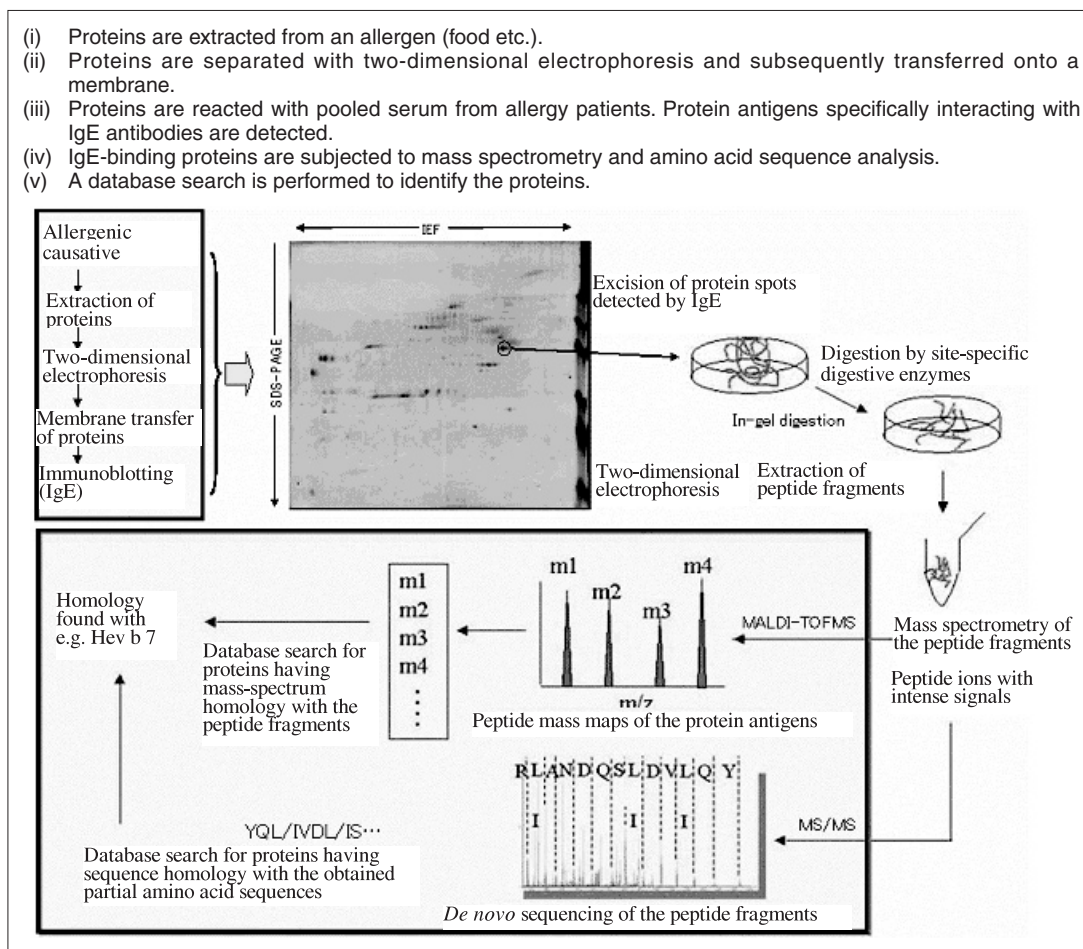 (i) Proteins are extracted from an allergen (food etc.).
(ii) Proteins are separated with two-dimensional electrophoresis and subsequently transferred onto a
membrane.
(iii) Proteins are reacted with pooled serum from allergy patients. Protein antigens specifically interacting with
IgE antibodies are detected.
(iv) IgE-binding proteins are subjected to mass spectrometry and amino acid sequence analysis.
(v) A database search is performed to identify the proteins.
Allergenic
causative
Extraction of
proteins
Two-dimensional
electrophoresis
Membrane transfer
of proteins
Immunoblotting
(IgE)
IEF
SDS-PAGE
Excision of protein spots
detected by IgE
Digestion by site-specific
digestive enzymes
In-gel digestion
Two-dimensional
electrophoresis
Extraction of
peptide fragments
Mass spectrometry of
the peptide fragments
Peptide ions with
intense signals
MALDI-TOFMS
m1
m2
m3
m4
m/z
Peptide mass maps of the protein antigens
m1
m2
m3
m4
Database search for
proteins having
mass-spectrum
homology with the
peptide fragments
Homology
found with
e.g. Hev b 7
MS/MS
R L A N D Q S L D V L Q Y
I I I
De novo sequencing of the peptide fragments
YQL/IVDL/IS…
Database search for proteins having
sequence homology with the obtained
partial amino acid sequences